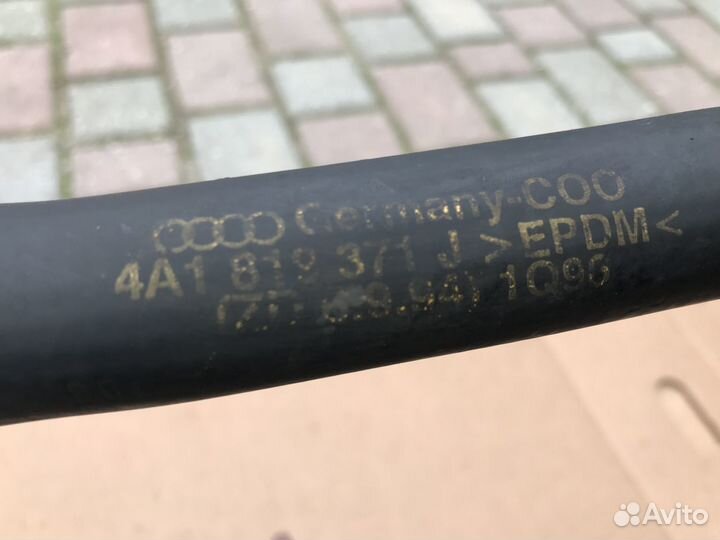 Germany-COO
4A1 819 371 J >EPDM<
1Q96
Avito